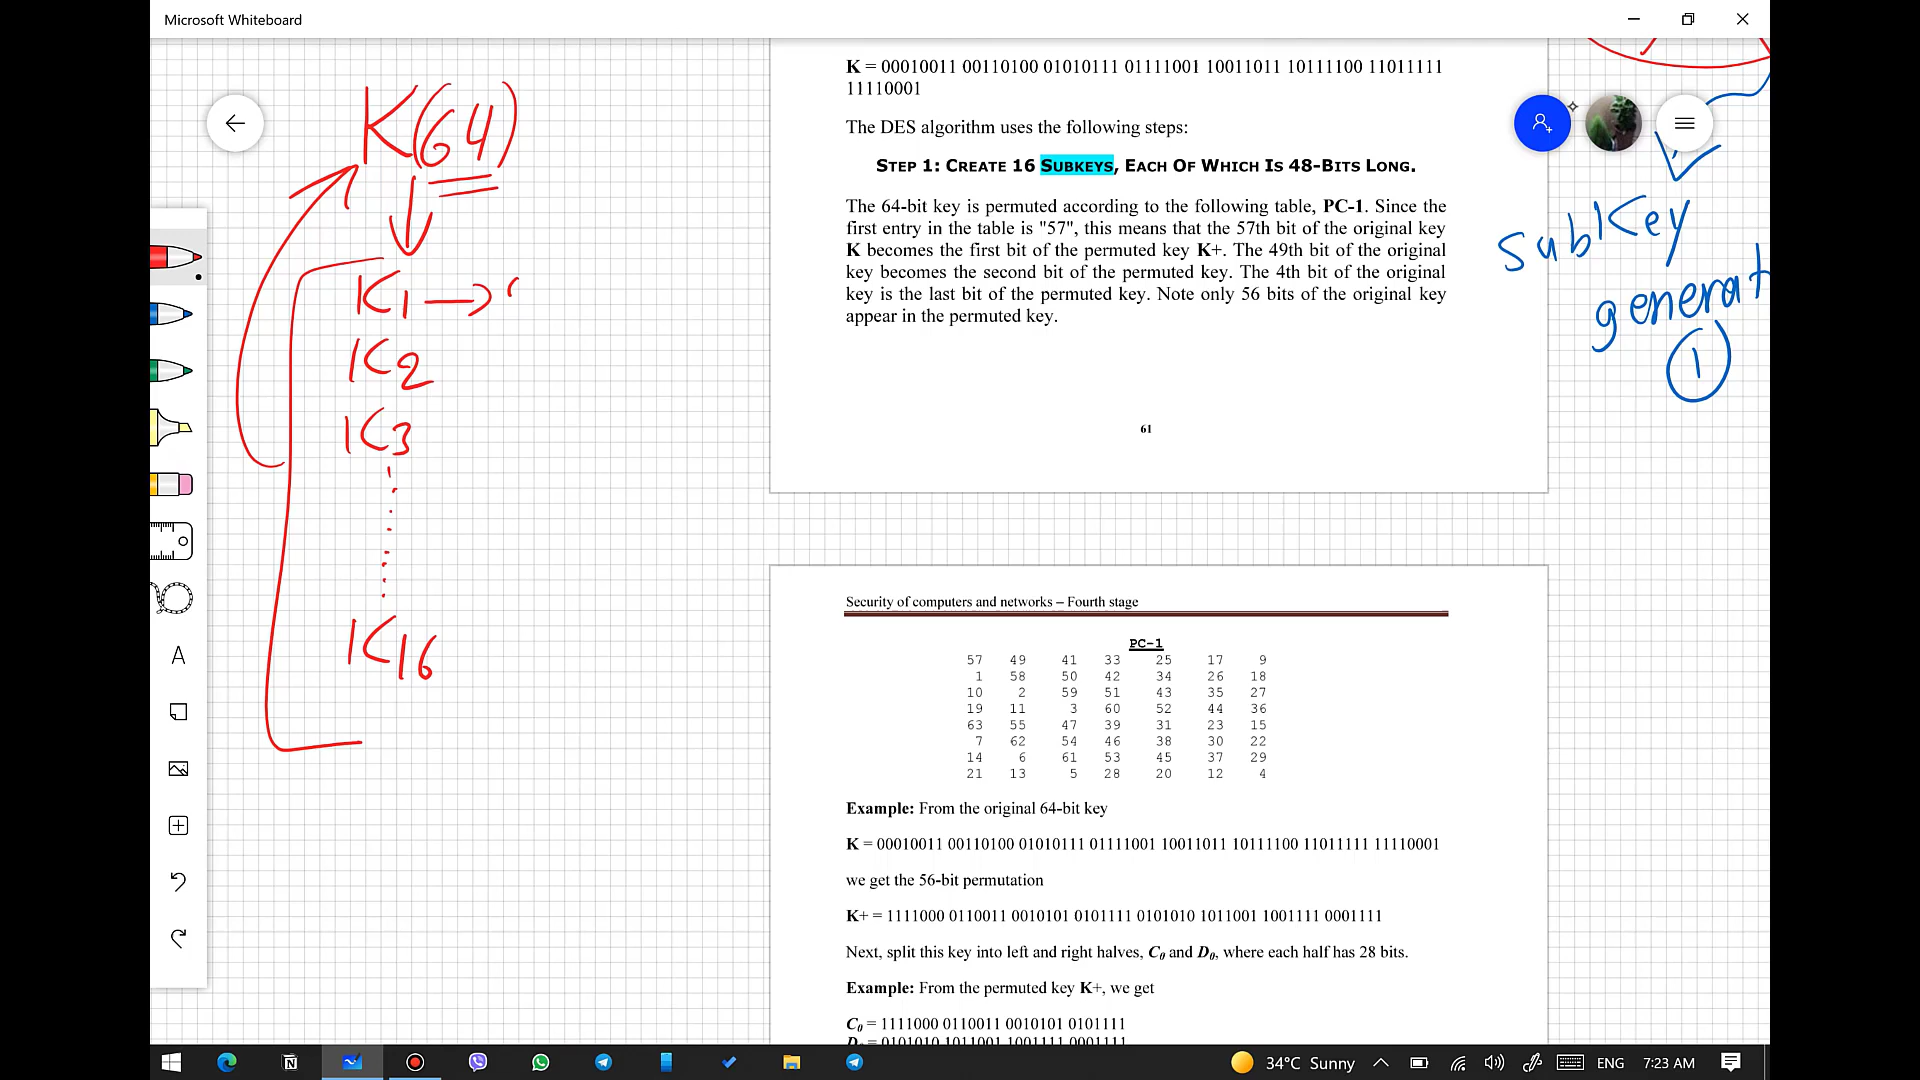 Microsoft Whiteboard
K(64)
K1 → 
K2
K3
K16
K = 00010011 00110100 01010111 01111001 10011011 10111100 11011111
11110001
The DES algorithm uses the following steps:
STEP 1: CREATE 16 SUBKEYS, EACH OF WHICH IS 48-BITS LONG.
The 64-bit key is permuted according to the following table, PC-1. Since the
first entry in the table is "57", this means that the 57th bit of the original key
K becomes the first bit of the permuted key K+. The 49th bit of the original
key becomes the second bit of the permuted key. The 4th bit of the original
key is the last bit of the permuted key. Note only 56 bits of the original key
appear in the permuted key.
61
subkey
generat
1
Security of computers and networks – Fourth stage
PC-1
57 49 41 33 25 17 9
1 58 50 42 34 26 18
10 2 59 51 43 35 27
19 11 3 60 52 44 36
63 55 47 39 31 23 15
7 62 54 46 38 30 22
14 6 61 53 45 37 29
21 13 5 28 20 12 4
Example: From the original 64-bit key
K = 00010011 00110100 01010111 01111001 10011011 10111100 11011111 11110001
we get the 56-bit permutation
K+ = 1111000 0110011 0010101 0101111 0101010 1011001 1001111 0001111
Next, split this key into left and right halves, C0 and D0, where each half has 28 bits.
Example: From the permuted key K+, we get
C0 = 1111000 0110011 0010101 0101111
D0 = 0101010 1011001 1001111 0001111
A
34°C Sunny
ENG
7:23 AM